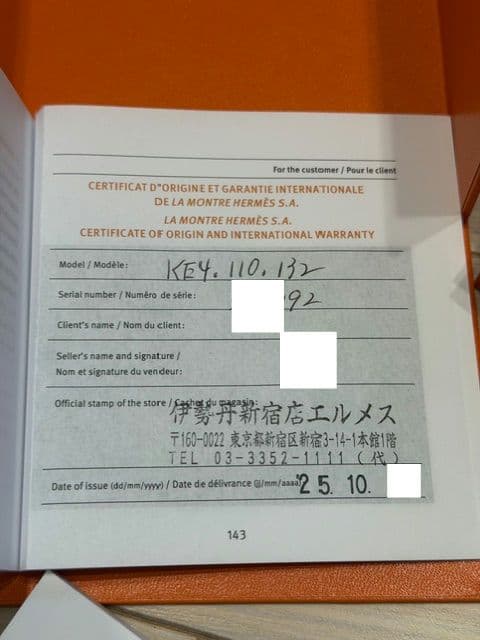 For the customer / Pour le client
CERTIFICAT D'ORIGINE ET GARANTIE INTERNATIONALE
DE LA MONTRE HERMÈS S.A.
LA MONTRE HERMÈS S.A.
CERTIFICATE OF ORIGIN AND INTERNATIONAL WARRANTY
Model / Modèle: KE4.110.132
Serial number / Numéro de série: 92
Client's name / Nom du client:
Seller's name and signature /
Nom et signature du vendeur:
Official stamp of the store / Cachet du magasin:
伊勢丹新宿店エルメス
〒160-0022 東京都新宿区新宿3-14-1本館1階
TEL 03-3352-1111 (代)
Date of issue (dd/mm/yyyy) / Date de délivrance (jj/mm/aaaa) '25.10.
143